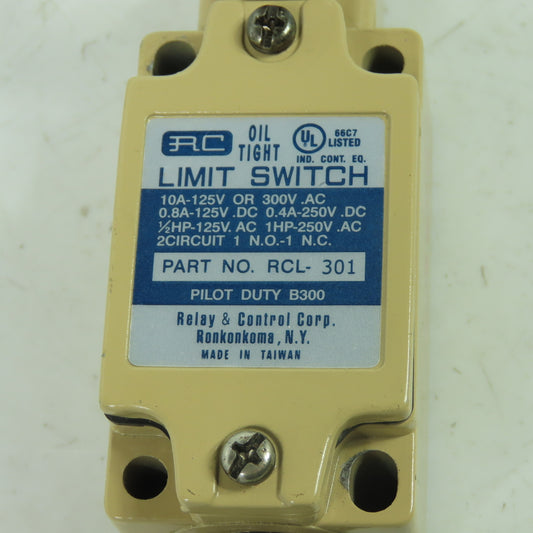 RC
OIL
TIGHT
UL
66C7
LISTED
IND. CONT. EQ.
LIMIT SWITCH
10A-125V OR 300V .AC
0.8A-125V .DC 0.4A-250V .DC
½HP-125V. AC 1HP-250V .AC
2CIRCUIT 1 N.O.-1 N.C.
PART NO. RCL- 301
PILOT DUTY B300
Relay & Control Corp.
Ronkonkoma, N.Y.
MADE IN TAIWAN